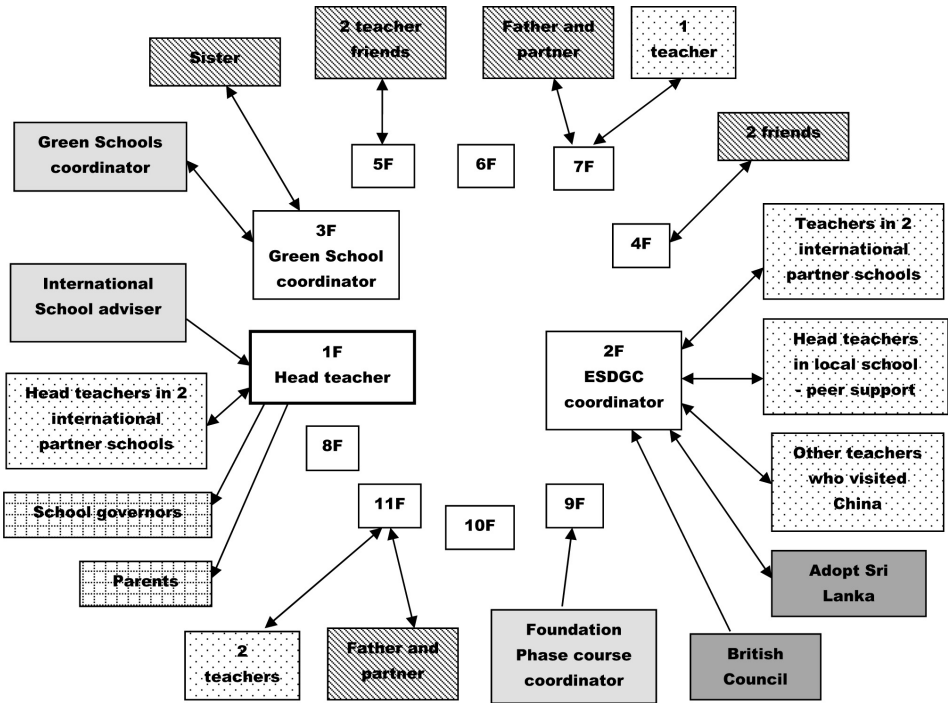 2 teacher
friends
Father and
partner
1
teacher
Sister
2 friends
Green Schools
coordinator
5F
6F
7F
3F
Green School
coordinator
4F
Teachers in 2
international
partner schools
International
School adviser
1F
Head teacher
2F
ESDGC
coordinator
Head teachers
in local school
- peer support
Head teachers in 2
international
partner schools
8F
Other teachers
who visited
China
School governors
11F
10F
9F
Parents
Adopt Sri
Lanka
2
teachers
Father and
partner
Foundation
Phase course
coordinator
British
Council